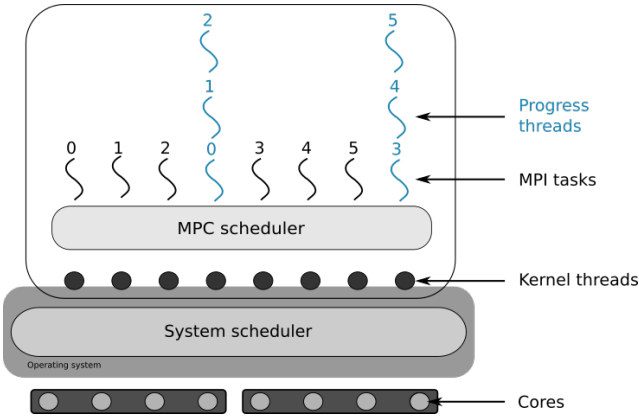 2 5
1 4
Progress
threads
0 1 2 0 3 4 5 3
MPI tasks
MPC scheduler
Kernel threads
System scheduler
Operating system
Cores